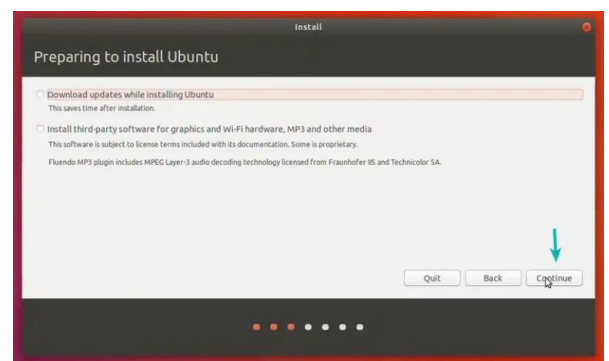 Install
Preparing to install Ubuntu
Download updates while installing Ubuntu
This saves time after installation.
Install third-party software for graphics and Wi-Fi hardware, MP3 and other media
This software is subject to license terms included with its documentation. Some is proprietary.
Fluendo MP3 plugin includes MPEG Layer-3 audio decoding technology licensed from Fraunhofer IIS and Technicolor SA.
Quit Back Continue